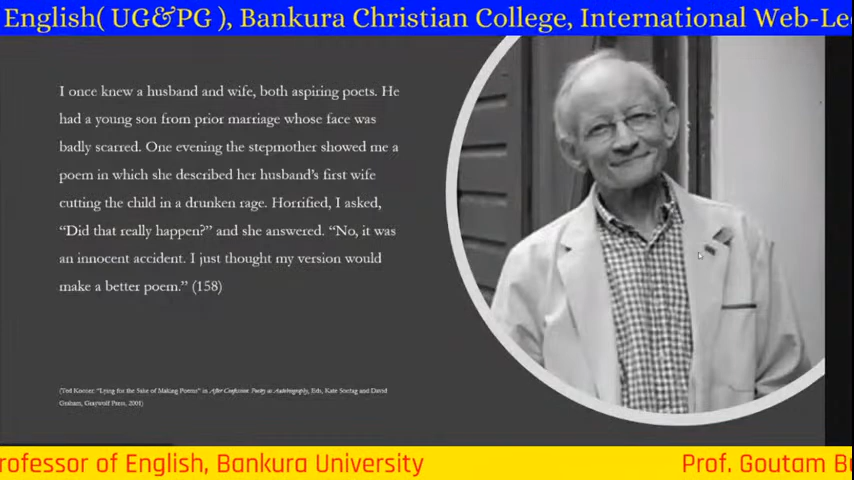 English( UG&PG ), Bankura Christian College, International Web-Le
I once knew a husband and wife, both aspiring poets. He
had a young son from prior marriage whose face was
badly scarred. One evening the stepmother showed me a
poem in which she described her husband's first wife
cutting the child in a drunken rage. Horrified, I asked,
"Did that really happen?" and she answered. "No, it was
an innocent accident. I just thought my version would
make a better poem." (158)
(Ted Kooser: "Lying for the Sake of Making Poems" in After Confession: Poetry as Autobiography, Eds, Kate Sontag and David
Graham, Graywolf Press, 2001)
rofessor of English, Bankura University Prof. Goutam B